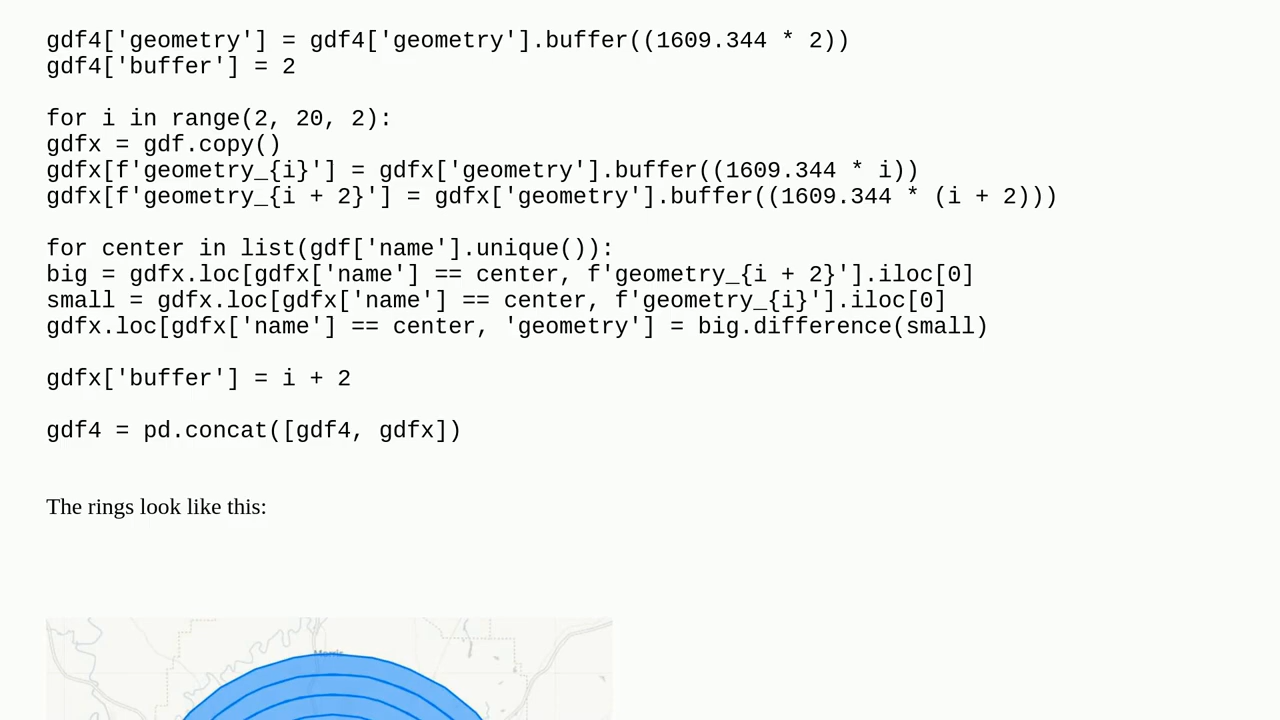 gdf4['geometry'] = gdf4['geometry'].buffer((1609.344 * 2))
gdf4['buffer'] = 2
for i in range(2, 20, 2):
gdfx = gdf.copy()
gdfx[f'geometry_{i}'] = gdfx['geometry'].buffer((1609.344 * i))
gdfx[f'geometry_{i + 2}'] = gdfx['geometry'].buffer((1609.344 * (i + 2)))
for center in list(gdf['name'].unique()):
big = gdfx.loc[gdfx['name'] == center, f'geometry_{i + 2}'].iloc[0]
small = gdfx.loc[gdfx['name'] == center, f'geometry_{i}'].iloc[0]
gdfx.loc[gdfx['name'] == center, 'geometry'] = big.difference(small)
gdfx['buffer'] = i + 2
gdf4 = pd.concat([gdf4, gdfx])
The rings look like this:
Morris